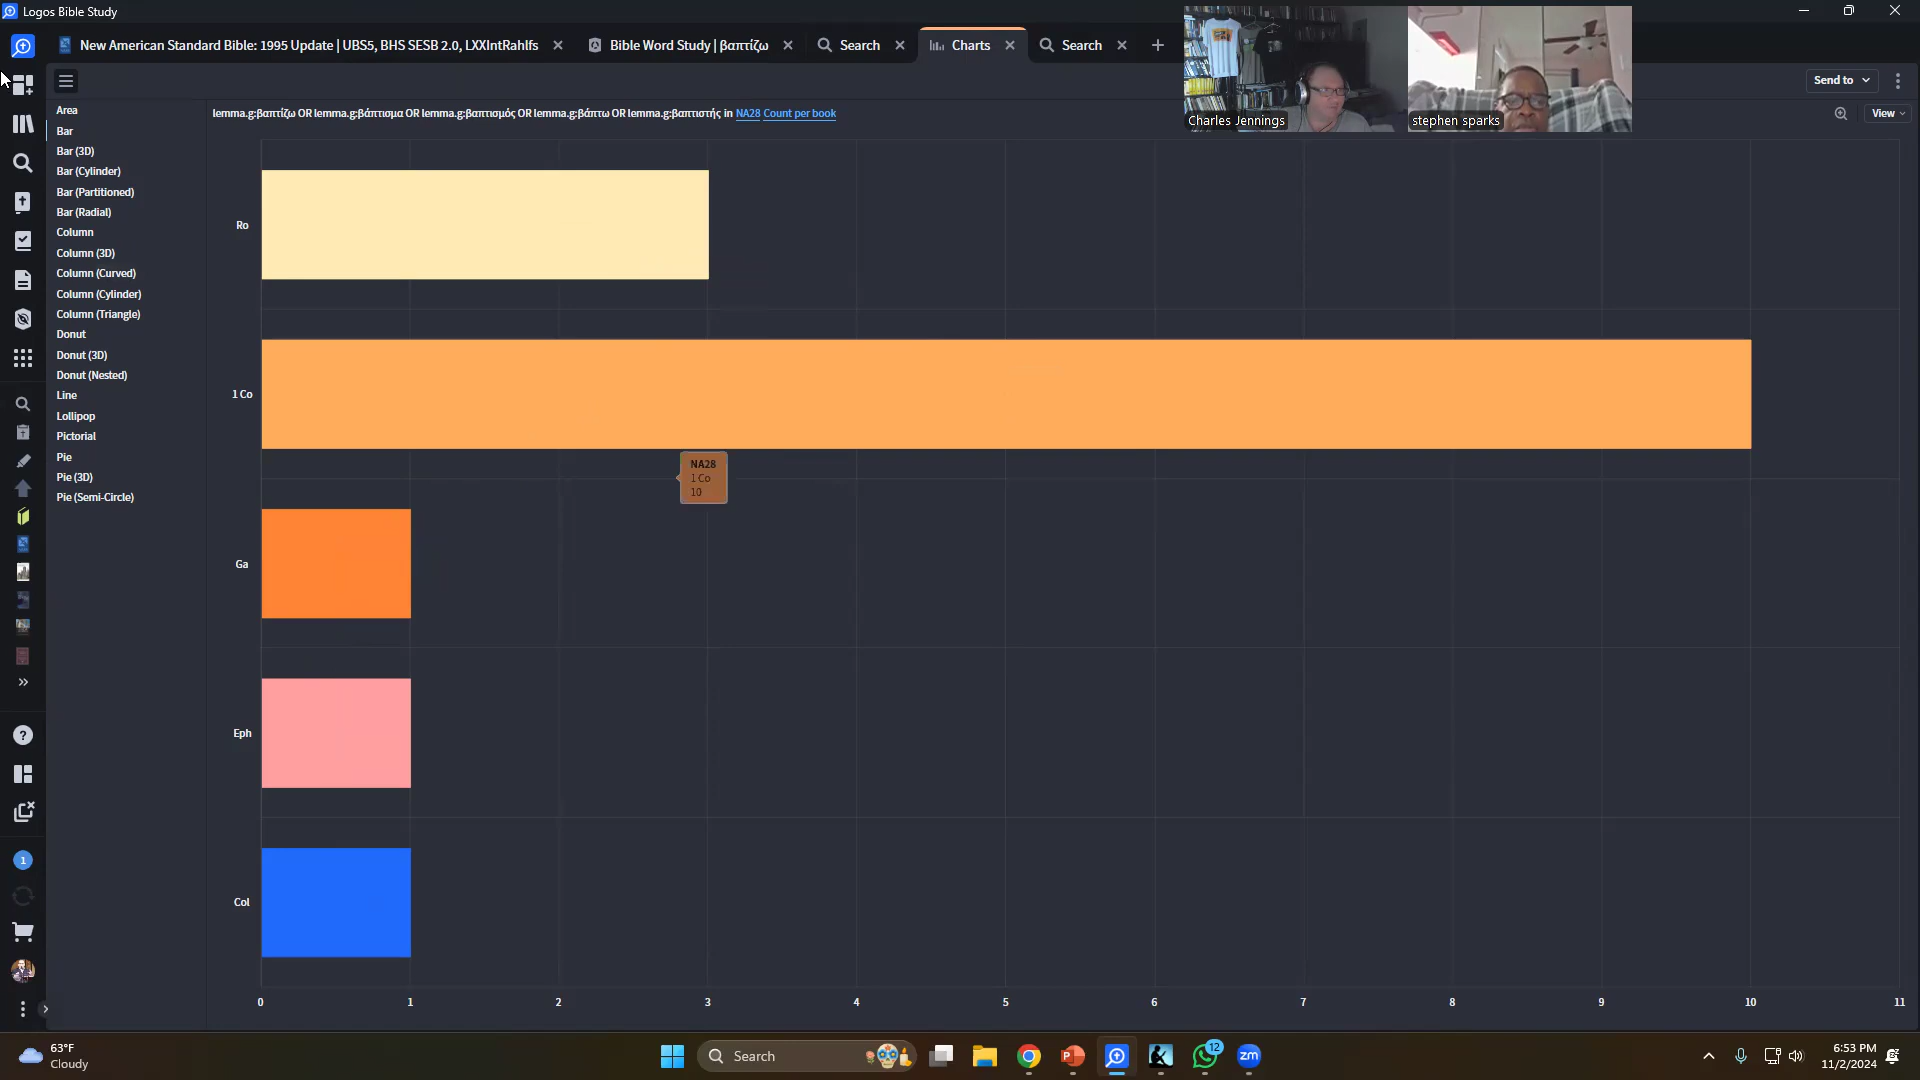 Logos Bible Study
New American Standard Bible: 1995 Update | UBS5, BHS SESB 2.0, LXXIntRahlfs
Bible Word Study | βαπτίζω
Search
Charts
Search
Send to
lemma.g:βαπτίζω OR lemma.g:βάπτισμα OR lemma.g:βαπτισμός OR lemma.g:βάπτω OR lemma.g:βαπτιστής in NA28 Count per book
View
Charles Jennings
stephen sparks
Area
Bar
Bar (3D)
Bar (Cylinder)
Bar (Partitioned)
Bar (Radial)
Column
Column (3D)
Column (Curved)
Column (Cylinder)
Column (Triangle)
Donut
Donut (3D)
Donut (Nested)
Line
Lollipop
Pictorial
Pie
Pie (3D)
Pie (Semi-Circle)
Ro
1 Co
NA28
1 Co
10
Ga
Eph
Col
0 1 2 3 4 5 6 7 8 9 10 11
1
63°F
Cloudy
Search
12
zm
6:53 PM
11/2/2024